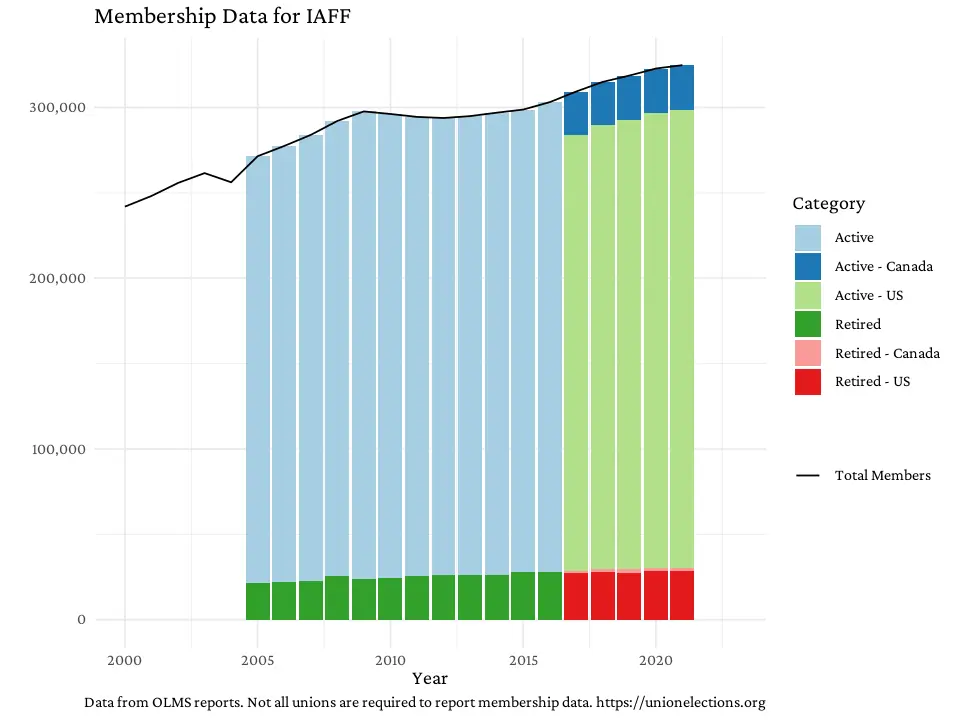 Membership Data for IAFF
300,000
200,000
100,000
0
2000
2005
2010
2015
2020
Year
Category
Active
Active - Canada
Active - US
Retired
Retired - Canada
Retired - US
Total Members
Data from OLMS reports. Not all unions are required to report membership data. https://unionelections.org